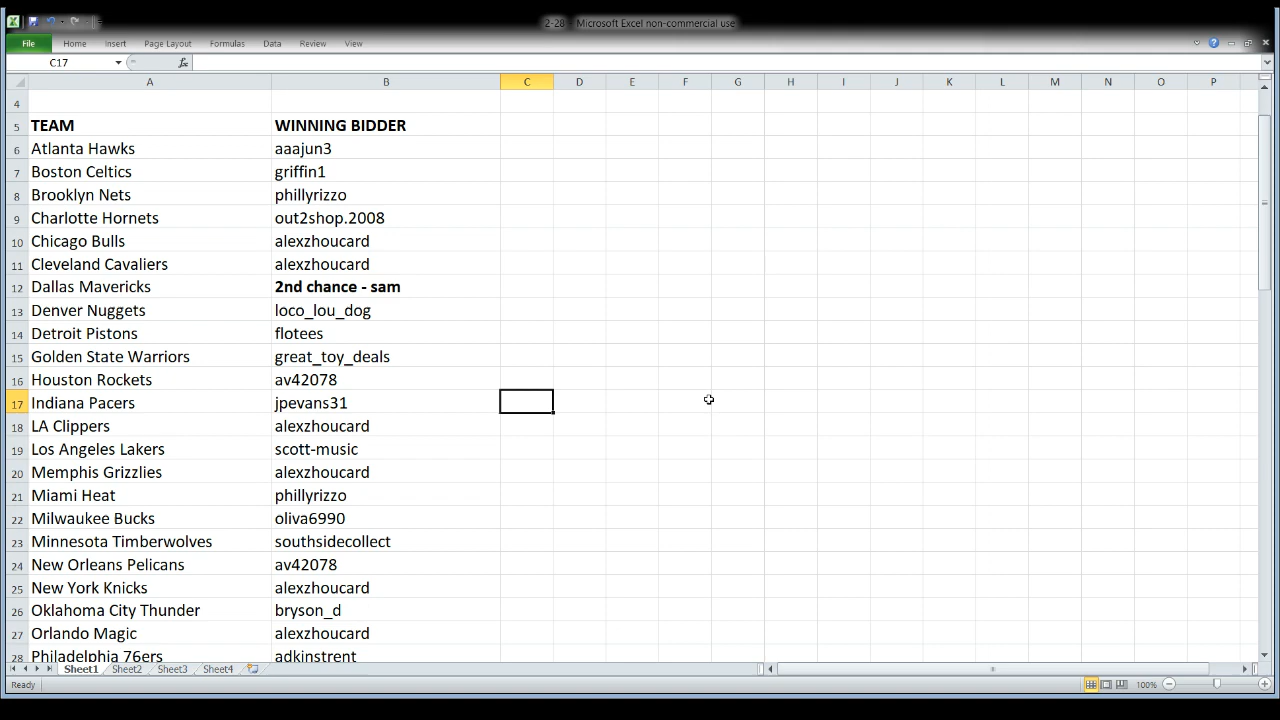 2-28 - Microsoft Excel non-commercial use
File Home Insert Page Layout Formulas Data Review View
C17
A B C D E F G H I J K L M N O P
4
5 TEAM WINNING BIDDER
6 Atlanta Hawks aaajun3
7 Boston Celtics griffin1
8 Brooklyn Nets phillyrizzo
9 Charlotte Hornets out2shop.2008
10 Chicago Bulls alexzhoucard
11 Cleveland Cavaliers alexzhoucard
12 Dallas Mavericks 2nd chance - sam
13 Denver Nuggets loco_lou_dog
14 Detroit Pistons flotees
15 Golden State Warriors great_toy_deals
16 Houston Rockets av42078
17 Indiana Pacers jpevans31
18 LA Clippers alexzhoucard
19 Los Angeles Lakers scott-music
20 Memphis Grizzlies alexzhoucard
21 Miami Heat phillyrizzo
22 Milwaukee Bucks oliva6990
23 Minnesota Timberwolves southsidecollect
24 New Orleans Pelicans av42078
25 New York Knicks alexzhoucard
26 Oklahoma City Thunder bryson_d
27 Orlando Magic alexzhoucard
28 Philadelphia 76ers adkinstrent
Sheet1 Sheet2 Sheet3 Sheet4
Ready 100%